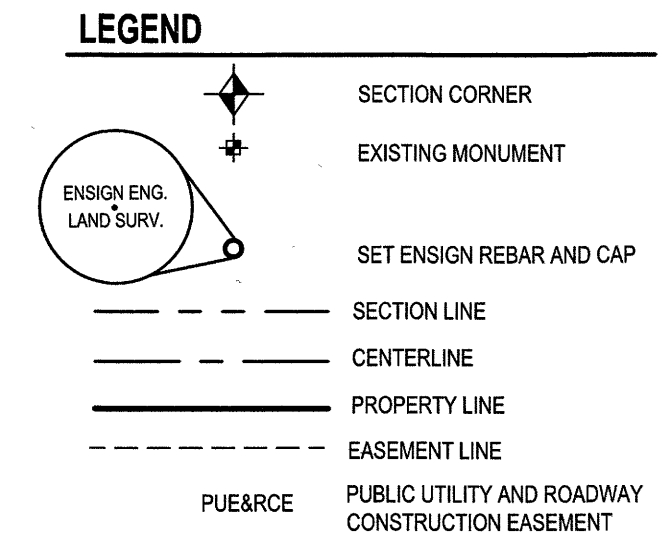 LEGEND
SECTION CORNER
EXISTING MONUMENT
ENSIGN ENG.
LAND SURV.
SET ENSIGN REBAR AND CAP
SECTION LINE
CENTERLINE
PROPERTY LINE
EASEMENT LINE
PUE&RCE
PUBLIC UTILITY AND ROADWAY
CONSTRUCTION EASEMENT